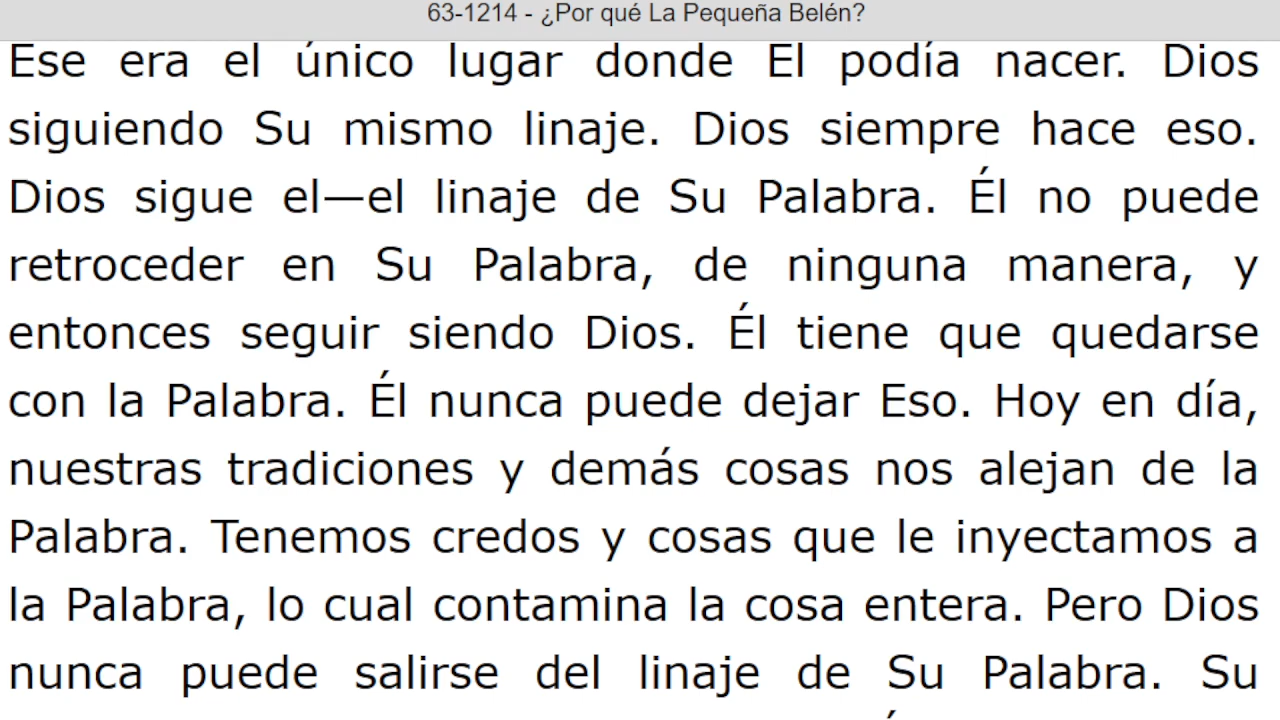 63-1214 - ¿Por qué La Pequeña Belén?
Ese era el único lugar donde Él podía nacer. Dios
siguiendo Su mismo linaje. Dios siempre hace eso.
Dios sigue el—el linaje de Su Palabra. Él no puede
retroceder en Su Palabra, de ninguna manera, y
entonces seguir siendo Dios. Él tiene que quedarse
con la Palabra. Él nunca puede dejar Eso. Hoy en día,
nuestras tradiciones y demás cosas nos alejan de la
Palabra. Tenemos credos y cosas que le inyectamos a
la Palabra, lo cual contamina la cosa entera. Pero Dios
nunca puede salirse del linaje de Su Palabra. Su